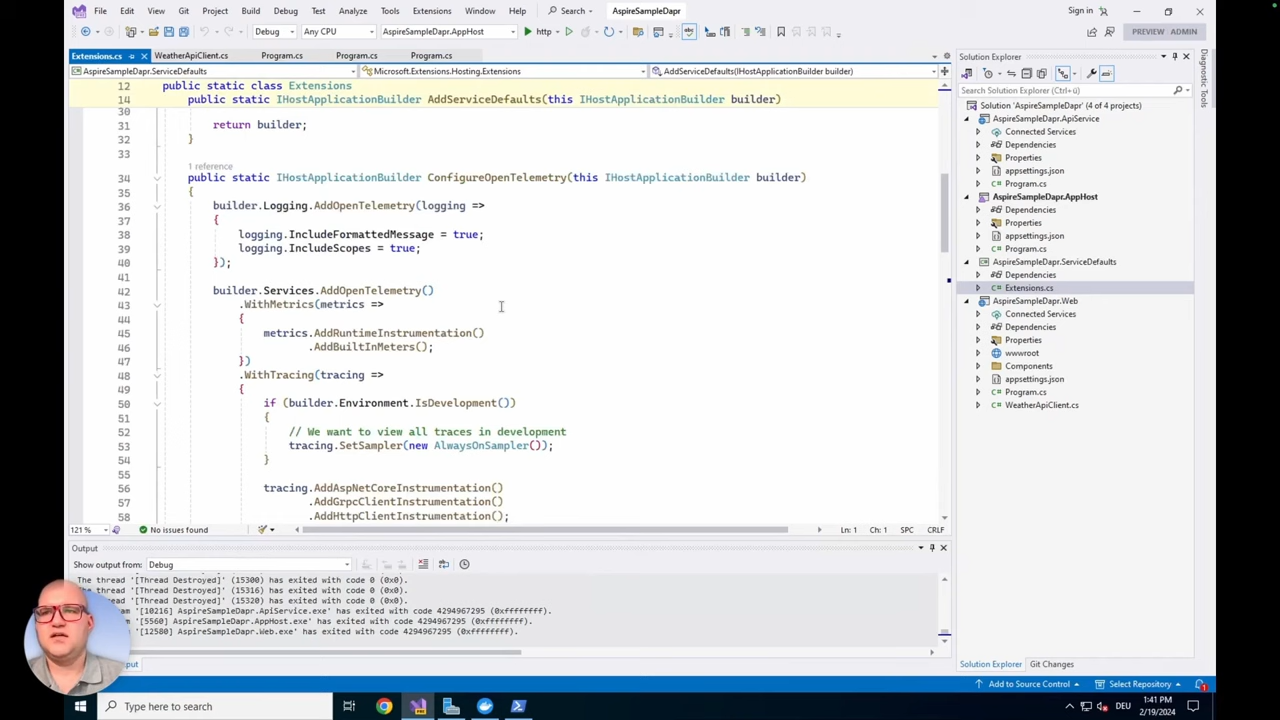 File Edit View Git Project Build Debug Test Analyze Tools Extensions Window Help Search AspireSampleDapr Sign in
Debug Any CPU AspireSampleDapr.AppHost http PREVIEW ADMIN
Extensions.cs WeatherApiClient.cs Program.cs Program.cs Program.cs
AspireSampleDapr.ServiceDefaults Microsoft.Extensions.Hosting.Extensions AddServiceDefaults(IHostApplicationBuilder builder)
12 public static class Extensions
14 public static IHostApplicationBuilder AddServiceDefaults(this IHostApplicationBuilder builder)
30
31 return builder;
32 }
33
1 reference
34 public static IHostApplicationBuilder ConfigureOpenTelemetry(this IHostApplicationBuilder builder)
35 {
36 builder.Logging.AddOpenTelemetry(logging =>
37 {
38 logging.IncludeFormattedMessage = true;
39 logging.IncludeScopes = true;
40 });
41
42 builder.Services.AddOpenTelemetry()
43 .WithMetrics(metrics =>
44 {
45 metrics.AddRuntimeInstrumentation()
46 .AddBuiltInMeters();
47 })
48 .WithTracing(tracing =>
49 {
50 if (builder.Environment.IsDevelopment())
51 {
52 // We want to view all traces in development
53 tracing.SetSampler(new AlwaysOnSampler());
54 }
55
56 tracing.AddAspNetCoreInstrumentation()
57 .AddGrpcClientInstrumentation()
58 .AddHttpClientInstrumentation();
121 % No issues found Ln: 1 Ch: 1 SPC CRLF
Output
Show output from: Debug
The thread '[Thread Destroyed]' (15300) has exited with code 0 (0x0).
'[Thread Destroyed]' (15316) has exited with code 0 (0x0).
'[Thread Destroyed]' (15320) has exited with code 0 (0x0).
'[10216] AspireSampleDapr.ApiService.exe' has exited with code 4294967295 (0xffffffff).
'[5560] AspireSampleDapr.AppHost.exe' has exited with code 4294967295 (0xffffffff).
'[12580] AspireSampleDapr.Web.exe' has exited with code 4294967295 (0xffffffff).
Solution Explorer
Search Solution Explorer (Ctrl+ü)
Solution 'AspireSampleDapr' (4 of 4 projects)
AspireSampleDapr.ApiService
Connected Services
Dependencies
Properties
appsettings.json
Program.cs
AspireSampleDapr.AppHost
Dependencies
Properties
appsettings.json
Program.cs
AspireSampleDapr.ServiceDefaults
Dependencies
Extensions.cs
AspireSampleDapr.Web
Connected Services
Dependencies
Properties
wwwroot
Components
appsettings.json
Program.cs
WeatherApiClient.cs
Diagnostic Tools
Solution Explorer Git Changes
Add to Source Control Select Repository 1
Type here to search
DEU 1:41 PM
2/19/2024